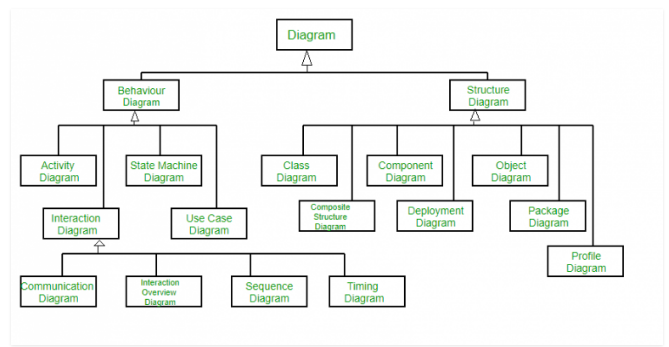 Diagram
Behaviour
Diagram
Structure
Diagram
Activity
Diagram
State Machine
Diagram
Class
Diagram
Component
Diagram
Object
Diagram
Interaction
Diagram
Use Case
Diagram
Composite
Structure
Diagram
Deployment
Diagram
Package
Diagram
Profile
Diagram
Communication
Diagram
Interaction
Overview
Diagram
Sequence
Diagram
Timing
Diagram